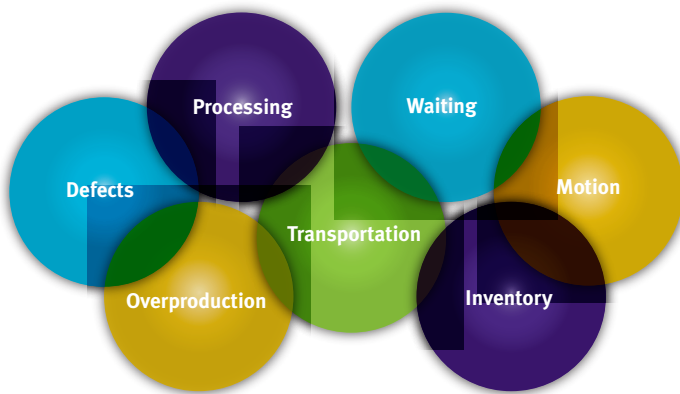 Processing
Waiting
Defects
Motion
Transportation
Overproduction
Inventory